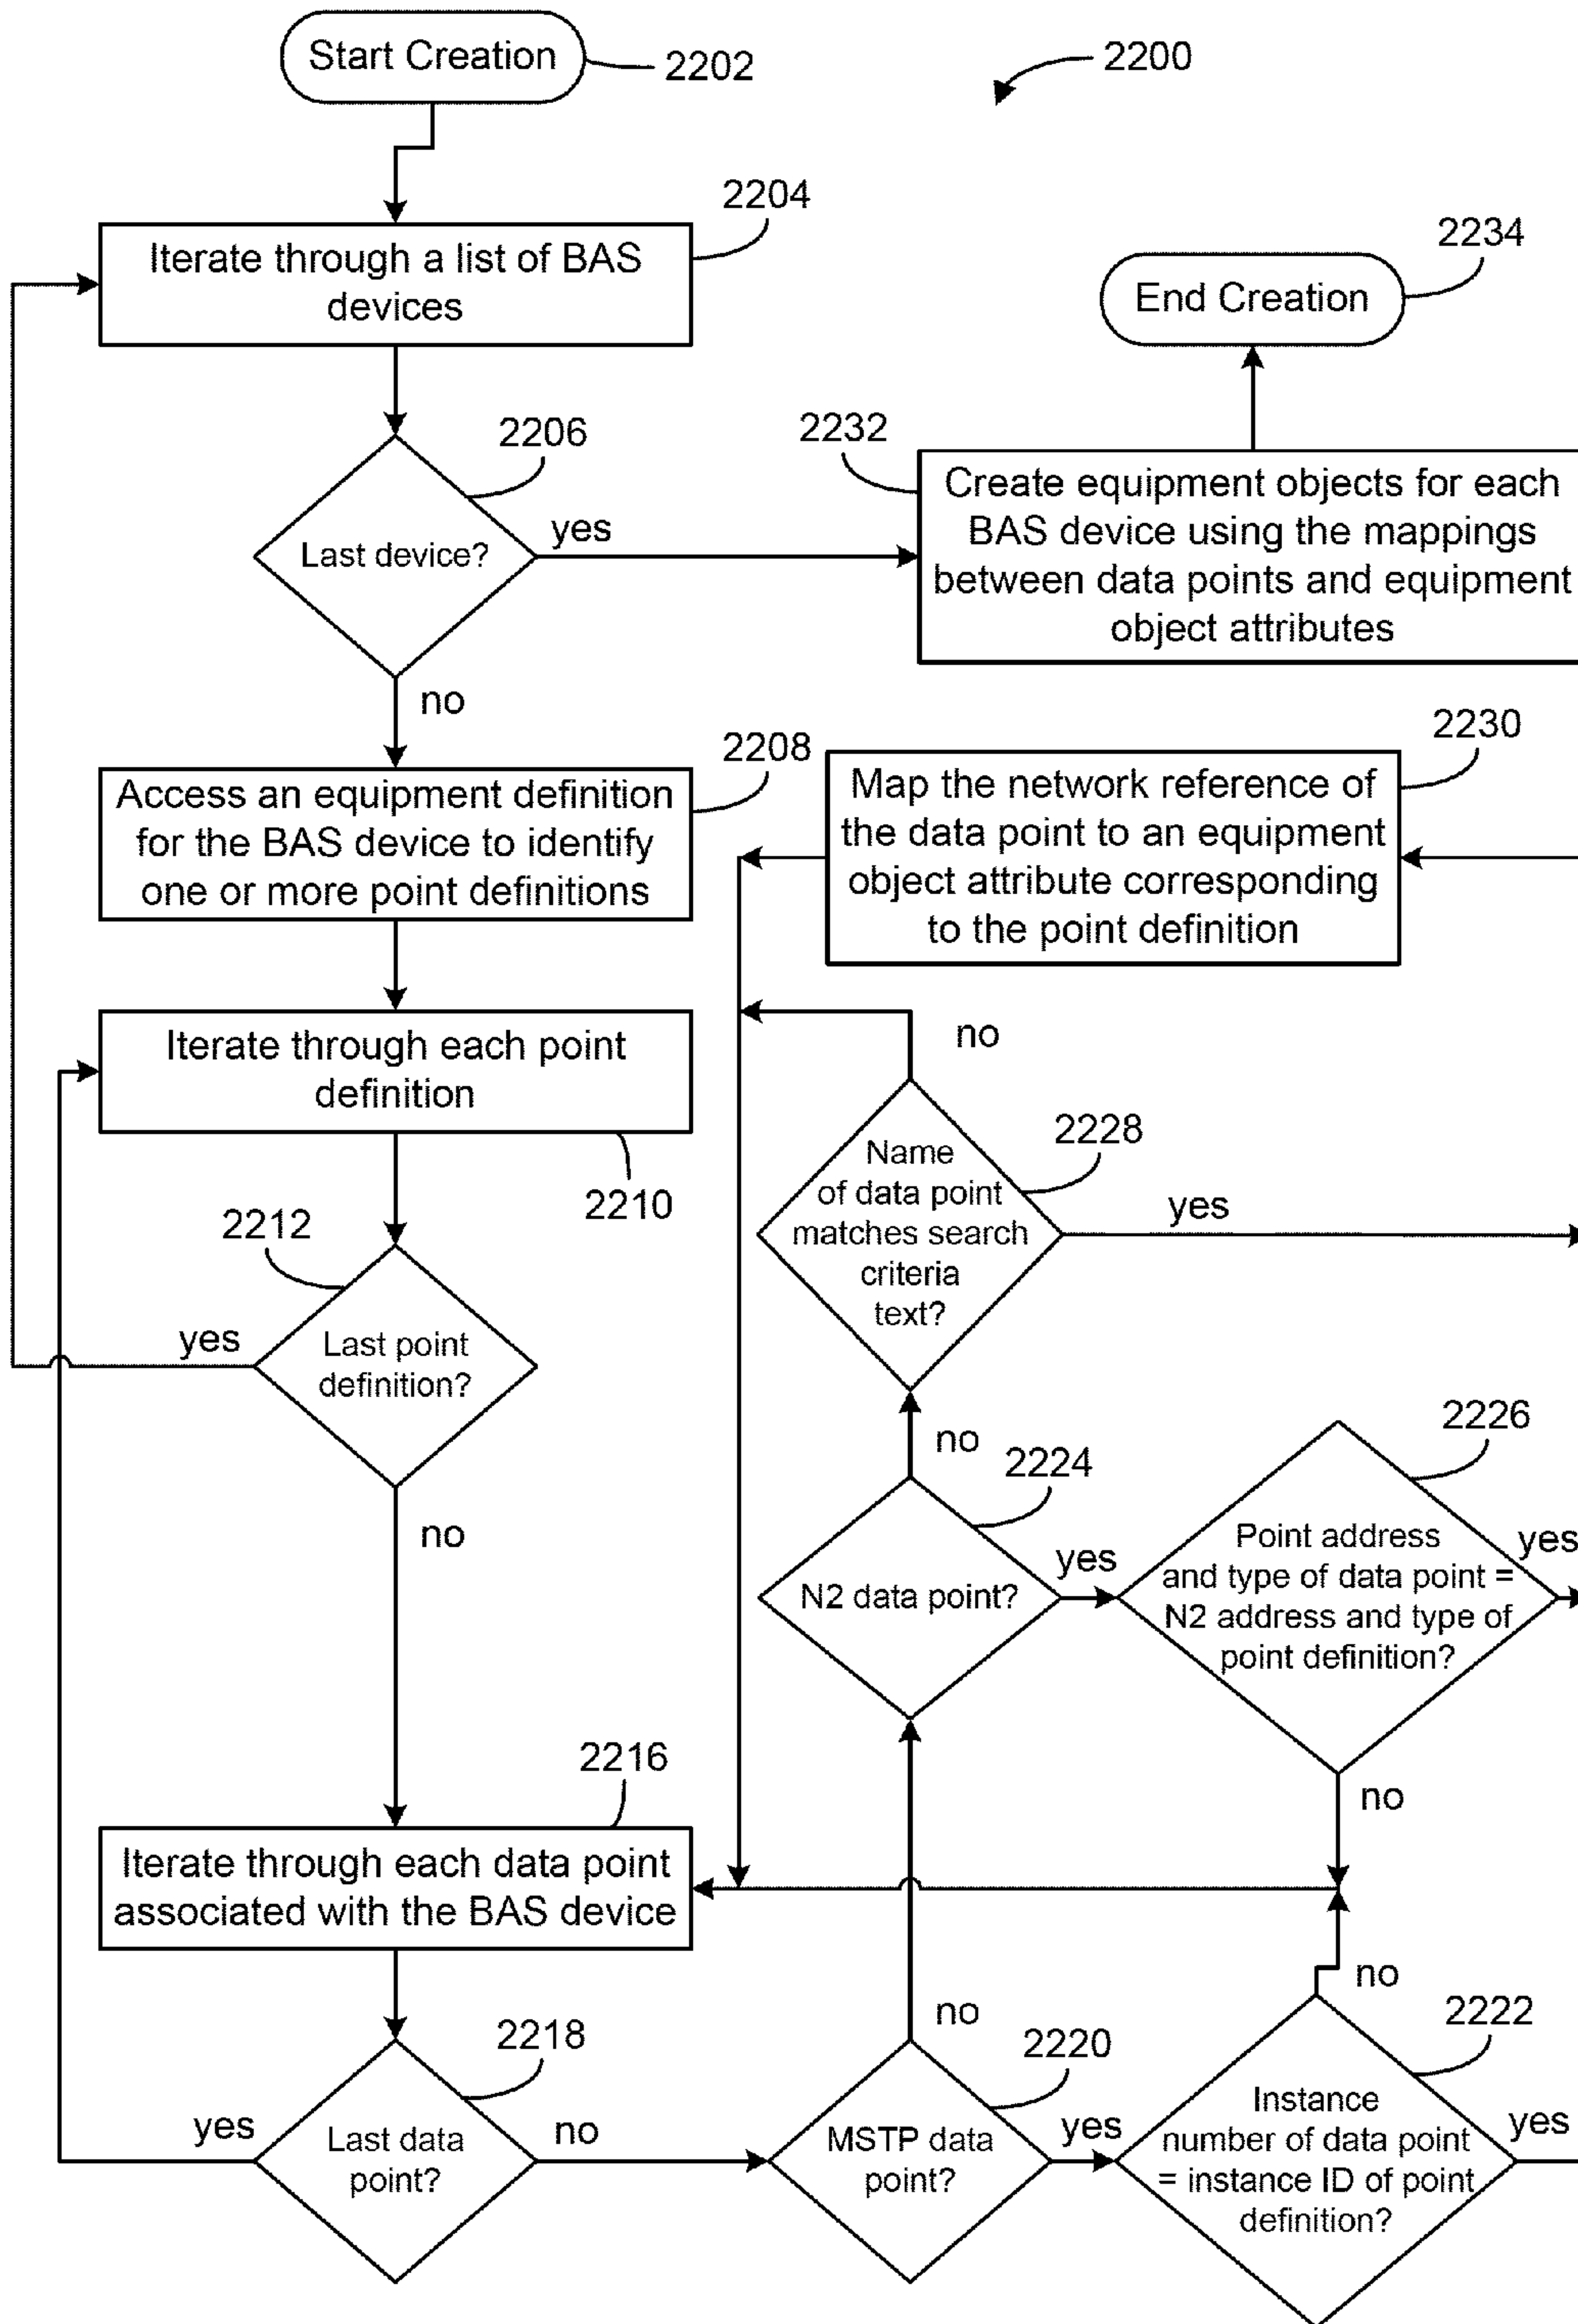 Start Creation
2202
2200
2204
Iterate through a list of BAS
devices
2234
End Creation
2206
Last device?
yes
no
2232
Create equipment objects for each
BAS device using the mappings
between data points and equipment
object attributes
2208
Access an equipment definition
for the BAS device to identify
one or more point definitions
2230
Map the network reference of
the data point to an equipment
object attribute corresponding
to the point definition
Iterate through each point
definition
2210
no
2228
Name
of data point
matches search
criteria
text?
yes
2212
yes
Last point
definition?
no
no
2224
N2 data point?
yes
2226
Point address
and type of data point =
N2 address and type of
point definition?
yes
no
2216
Iterate through each data point
associated with the BAS device
2218
yes
Last data
point?
no
no
2220
MSTP data
point?
yes
no
2222
Instance
number of data point
= instance ID of point
definition?
yes